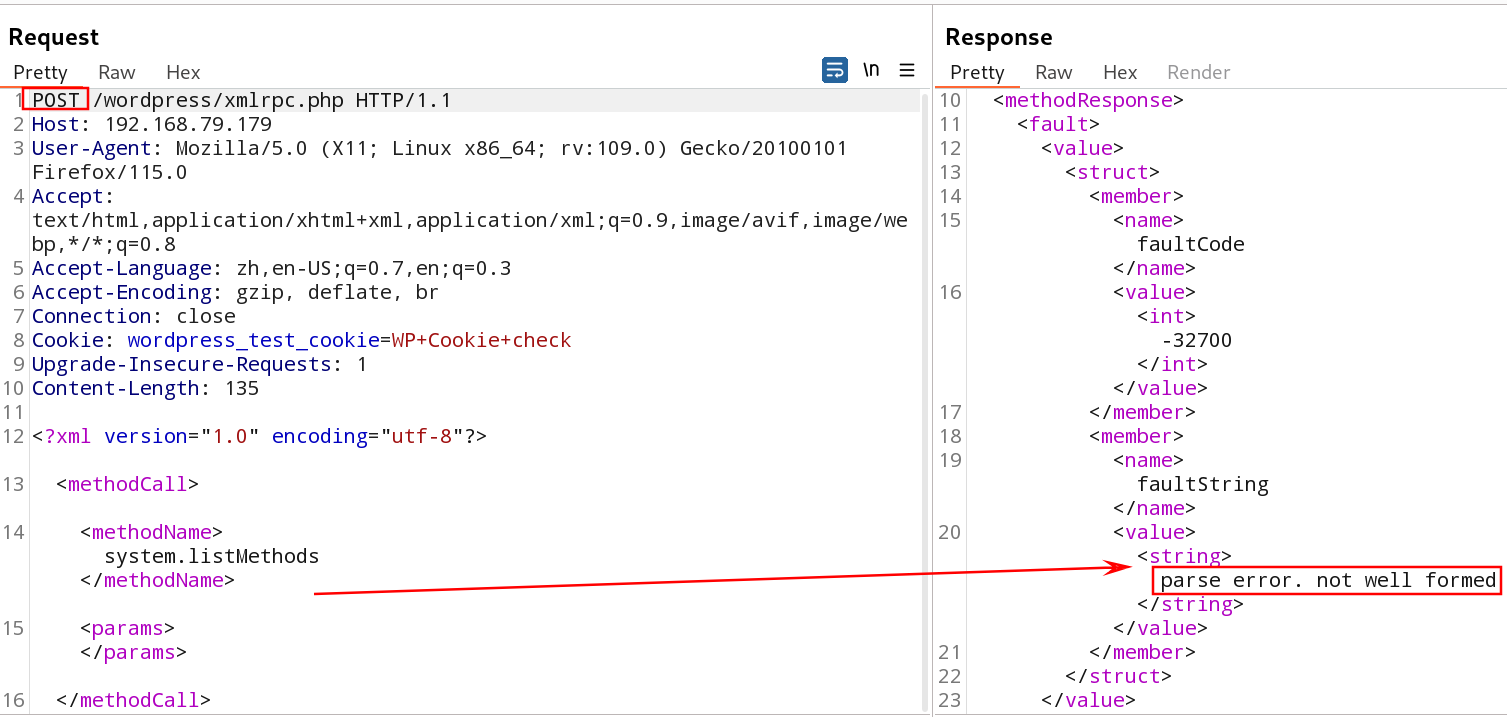 Request
Pretty Raw Hex
\n
1 POST /wordpress/xmlrpc.php HTTP/1.1
2 Host: 192.168.79.179
3 User-Agent: Mozilla/5.0 (X11; Linux x86_64; rv:109.0) Gecko/20100101
Firefox/115.0
4 Accept:
text/html,application/xhtml+xml,application/xml;q=0.9,image/avif,image/we
bp,*/*;q=0.8
5 Accept-Language: zh,en-US;q=0.7,en;q=0.3
6 Accept-Encoding: gzip, deflate, br
7 Connection: close
8 Cookie: wordpress_test_cookie=WP+Cookie+check
9 Upgrade-Insecure-Requests: 1
10 Content-Length: 135
11
12 <?xml version="1.0" encoding="utf-8"?>
13 <methodCall>
14 <methodName>
system.listMethods
</methodName>
15 <params>
</params>
16 </methodCall>
Response
Pretty Raw Hex Render
10 <methodResponse>
11 <fault>
12 <value>
13 <struct>
14 <member>
15 <name>
faultCode
</name>
16 <value>
<int>
-32700
</int>
</value>
17 </member>
18 <member>
19 <name>
faultString
</name>
20 <value>
<string>
parse error. not well formed
</string>
</value>
21 </member>
22 </struct>
23 </value>